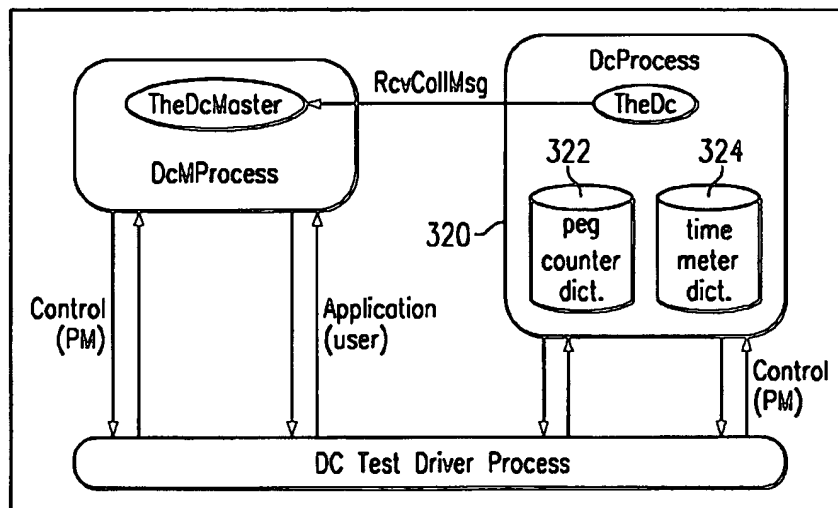 DcProcess
RcvCollMsg
TheDcMaster
TheDc
DcMProcess
322
324
320
peg
counter
dict.
time
meter
dict.
Control
(PM)
Application
(user)
Control
(PM)
DC Test Driver Process